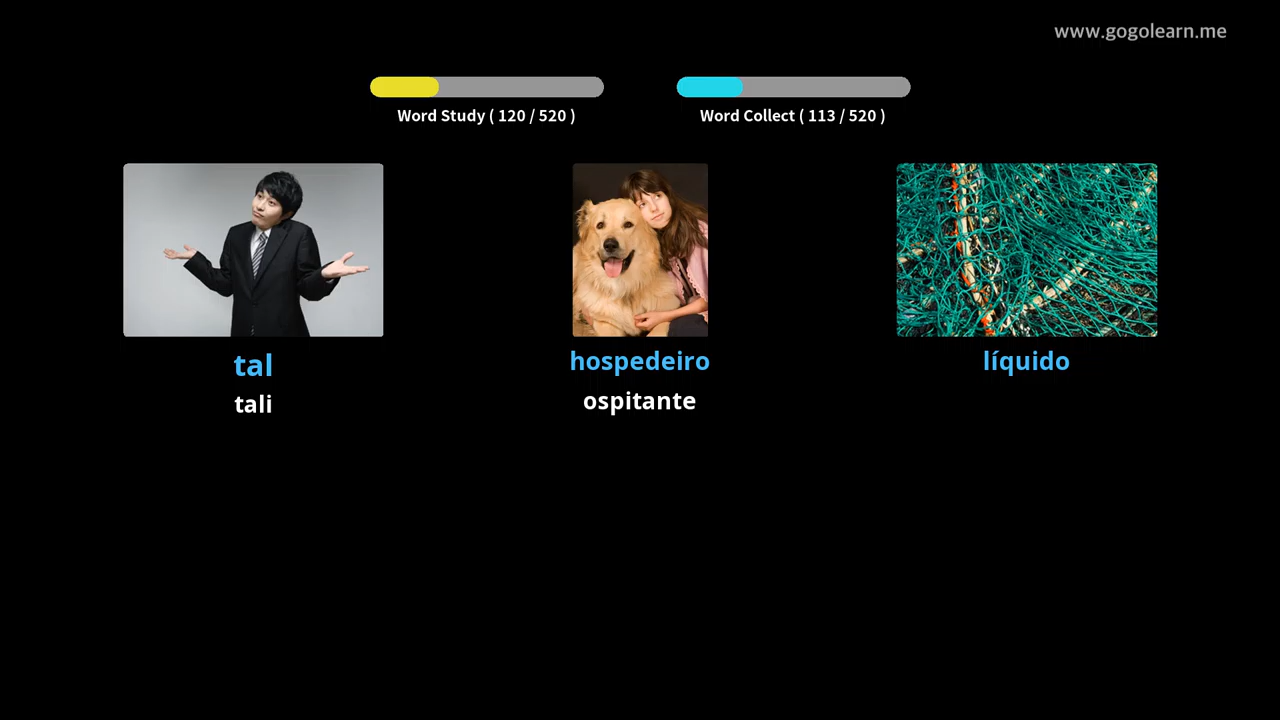 www.gogolearn.me
Word Study ( 120 / 520 )
Word Collect ( 113 / 520 )
tal
tali
hospedeiro
ospitante
líquido